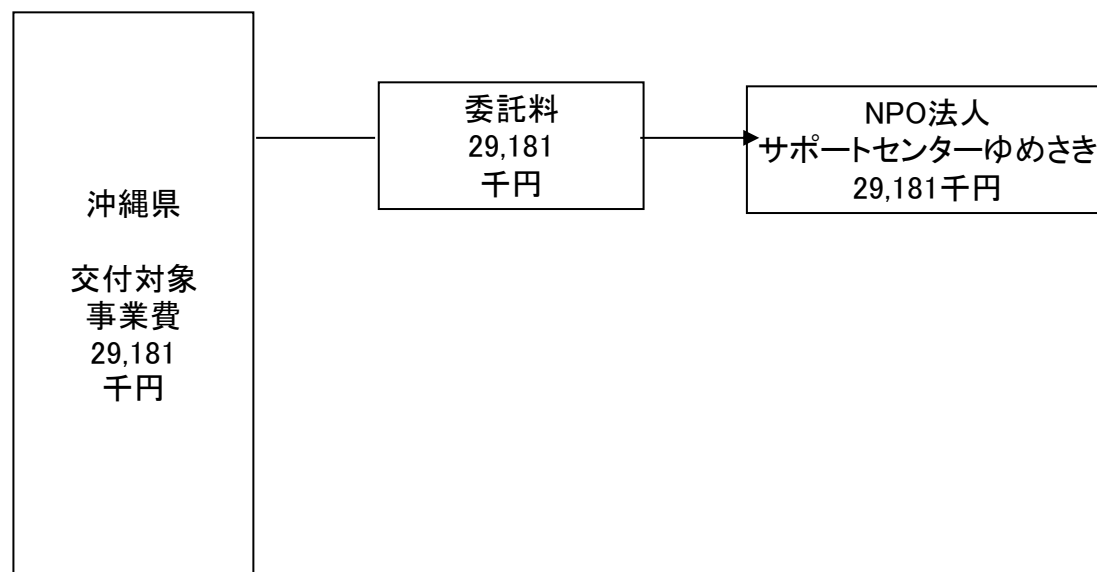 沖縄県
交付対象
事業費
29,181
千円
委託料
29,181
千円
NPO法人
サポートセンターゆめさき
29,181千円